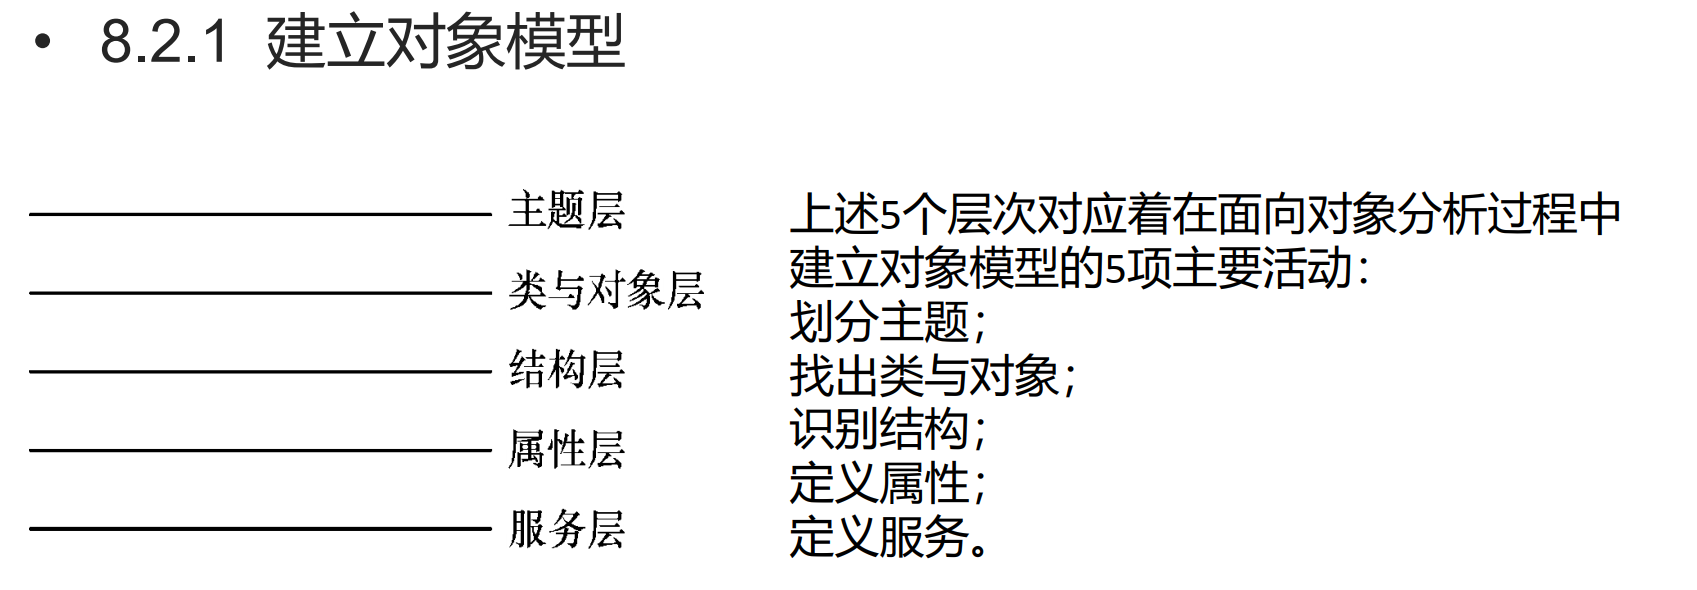 • 8.2.1 建立对象模型
主题层
类与对象层
结构层
属性层
服务层
上述5个层次对应着在面向对象分析过程中
建立对象模型的5项主要活动：
划分主题；
找出类与对象；
识别结构；
定义属性；
定义服务。